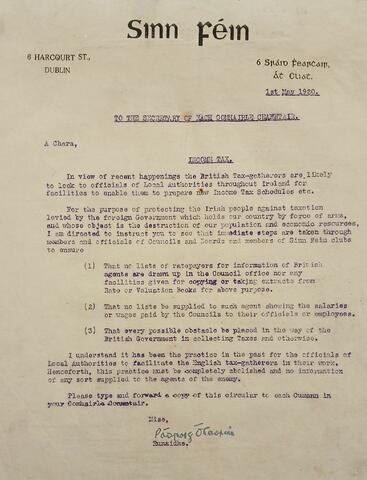 Sinn Féin
6 HARCOURT ST.,
DUBLIN
6 Sráid Fearċair,
Át Cliat.
1st May 1920.
TO THE SECRETARY OF EACH COMHAIRLE CEANNTAIR.
A Chara,
INCOME TAX.
In view of recent happenings the British Tax-gatherers are likely
to look to officials of Local Authorities throughout Ireland for
facilities to enable them to prepare new Income Tax Schedules etc.
For the purpose of protecting the Irish people against taxation
levied by the foreign Government which holds our country by force of arms,
and whose object is the destruction of our population and economic resources,
I am directed to instruct you to see that immediate steps are taken through
members and officials of Councils and Boards and members of Sinn Fein clubs
to ensure
(1) That no lists of ratepayers for information of British
agents are drawn up in the Council office nor any
facilities given for copying or taking extracts from
Rate or Valuation Books for above purpose.
(2) That no lists be supplied to such agent showing the salaries
or wages paid by the Councils to their officials or employees.
(3) That every possible obstacle be placed in the way of the
British Government in collecting Taxes and otherwise.
I understand it has been the practice in the past for the officials of
Local Authorities to facilitate the English tax-gatherers in their work.
Henceforth, this practice must be completely abolished and no information
of any sort supplied to the agents of the enemy.
Please type and forward a copy of this circular to each Cumann in
your Comhairle Ceanntair.
Mise,
Runaidhe.